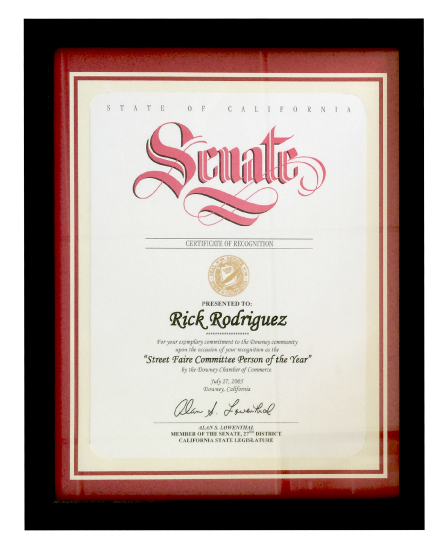 STATE OF CALIFORNIA
Senate
CERTIFICATE OF RECOGNITION
PRESENTED TO:
Rick Rodriguez
For your exemplary commitment to the Downey community
upon the occasion of your recognition as the
"Street Faire Committee Person of the Year"
by the Downey Chamber of Commerce
July 27, 2005
Downey, California
Alan S. Lowenthal
ALAN S. LOWENTHAL
MEMBER OF THE SENATE, 27TH DISTRICT
CALIFORNIA STATE LEGISLATURE